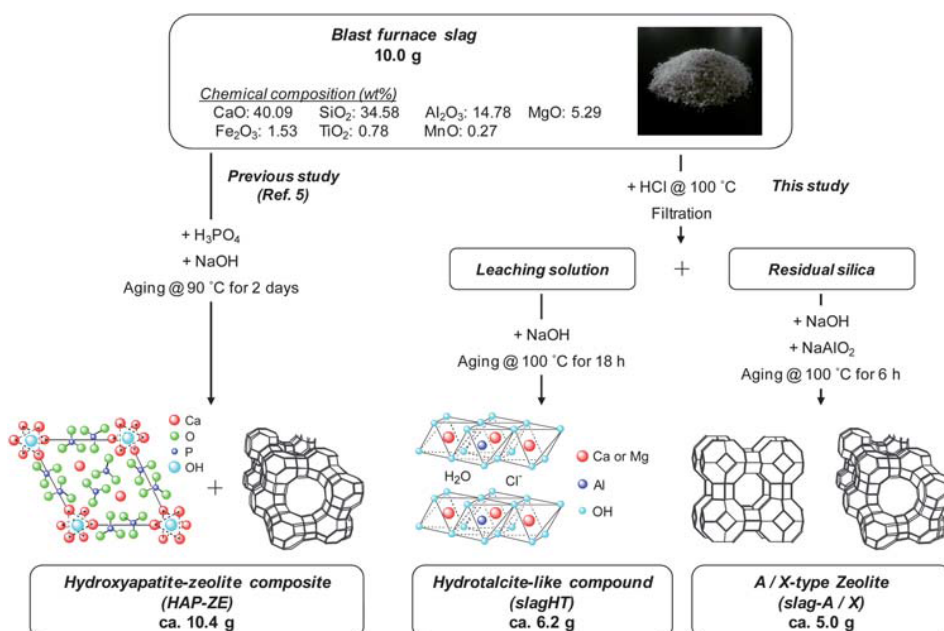 Blast furnace slag
10.0 g
Chemical composition (wt%)
CaO: 40.09 SiO₂: 34.58 Al₂O₃: 14.78 MgO: 5.29
Fe₂O₃: 1.53 TiO₂: 0.78 MnO: 0.27
Previous study
(Ref. 5)
+ H₃PO₄
+ NaOH
Aging @ 90 ˚C for 2 days
+ HCl @ 100 ˚C
Filtration
This study
Leaching solution
+
Residual silica
+ NaOH
Aging @ 100 ˚C for 18 h
+ NaOH
+ NaAlO₂
Aging @ 100 ˚C for 6 h
Ca
O
P
OH
+
H₂O Cl⁻
Ca or Mg
Al
OH
Hydroxyapatite-zeolite composite
(HAP-ZE)
ca. 10.4 g
Hydrotalcite-like compound
(slagHT)
ca. 6.2 g
A / X-type Zeolite
(slag-A / X)
ca. 5.0 g